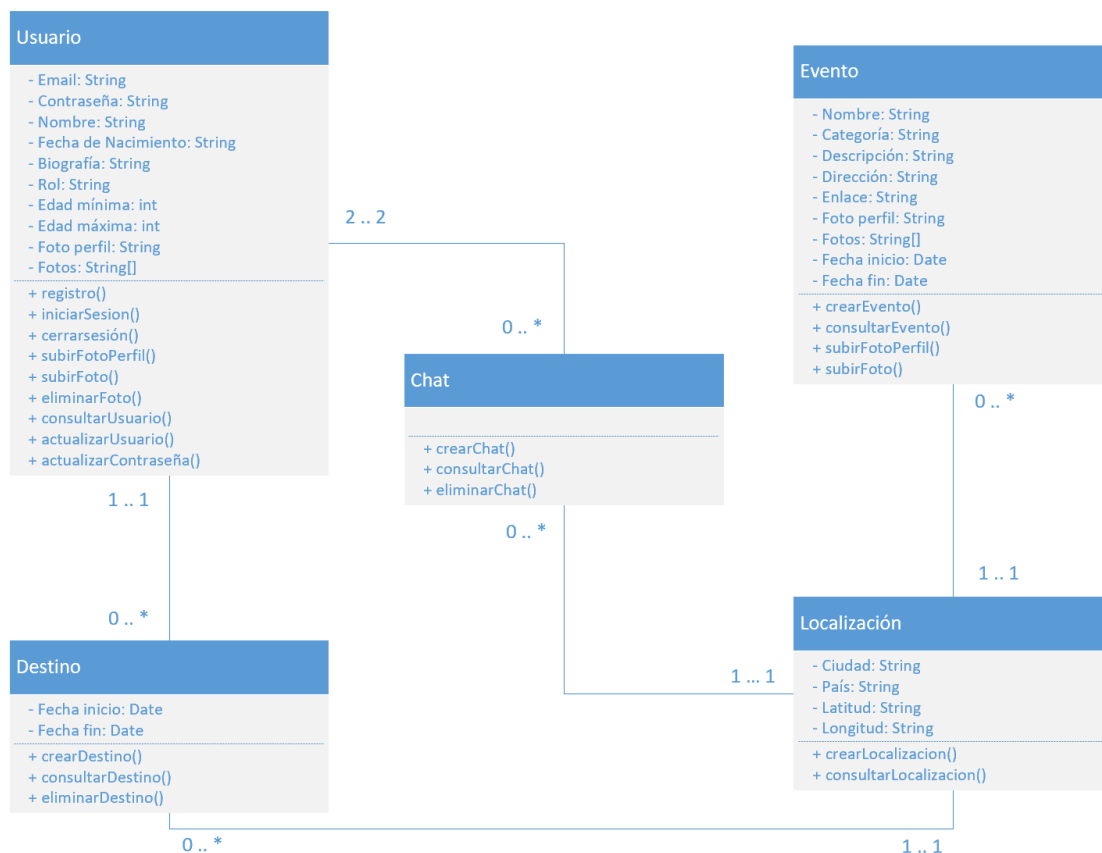 Usuario
- Email: String
- Contraseña: String
- Nombre: String
- Fecha de Nacimiento: String
- Biografía: String
- Rol: String
- Edad mínima: int
- Edad máxima: int
- Foto perfil: String
- Fotos: String[]
+ registro()
+ iniciarSesion()
+ cerrarsesión()
+ subirFotoPerfil()
+ subirFoto()
+ eliminarFoto()
+ consultarUsuario()
+ actualizarUsuario()
+ actualizarContraseña()
2 .. 2
0 .. *
1 .. 1
0 .. *
Chat
+ crearChat()
+ consultarChat()
+ eliminarChat()
0 .. *
1 ... 1
Evento
- Nombre: String
- Categoría: String
- Descripción: String
- Dirección: String
- Enlace: String
- Foto perfil: String
- Fotos: String[]
- Fecha inicio: Date
- Fecha fin: Date
+ crearEvento()
+ consultarEvento()
+ subirFotoPerfil()
+ subirFoto()
0 .. *
1 .. 1
Destino
- Fecha inicio: Date
- Fecha fin: Date
+ crearDestino()
+ consultarDestino()
+ eliminarDestino()
0 .. *
Localización
- Ciudad: String
- País: String
- Latitud: String
- Longitud: String
+ crearLocalizacion()
+ consultarLocalizacion()
1 .. 1